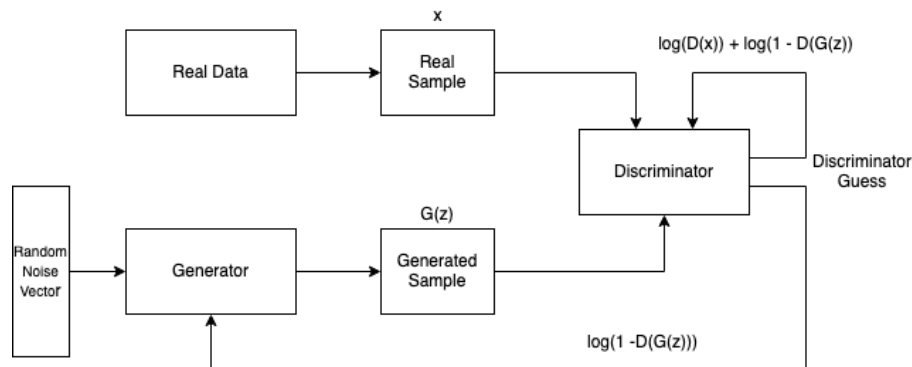 x
log(D(x)) + log(1 - D(G(z))
Real Data
Real
Sample
Discriminator
Discriminator
Guess
G(z)
Random
Noise
Vector
Generator
Generated
Sample
log(1 -D(G(z)))